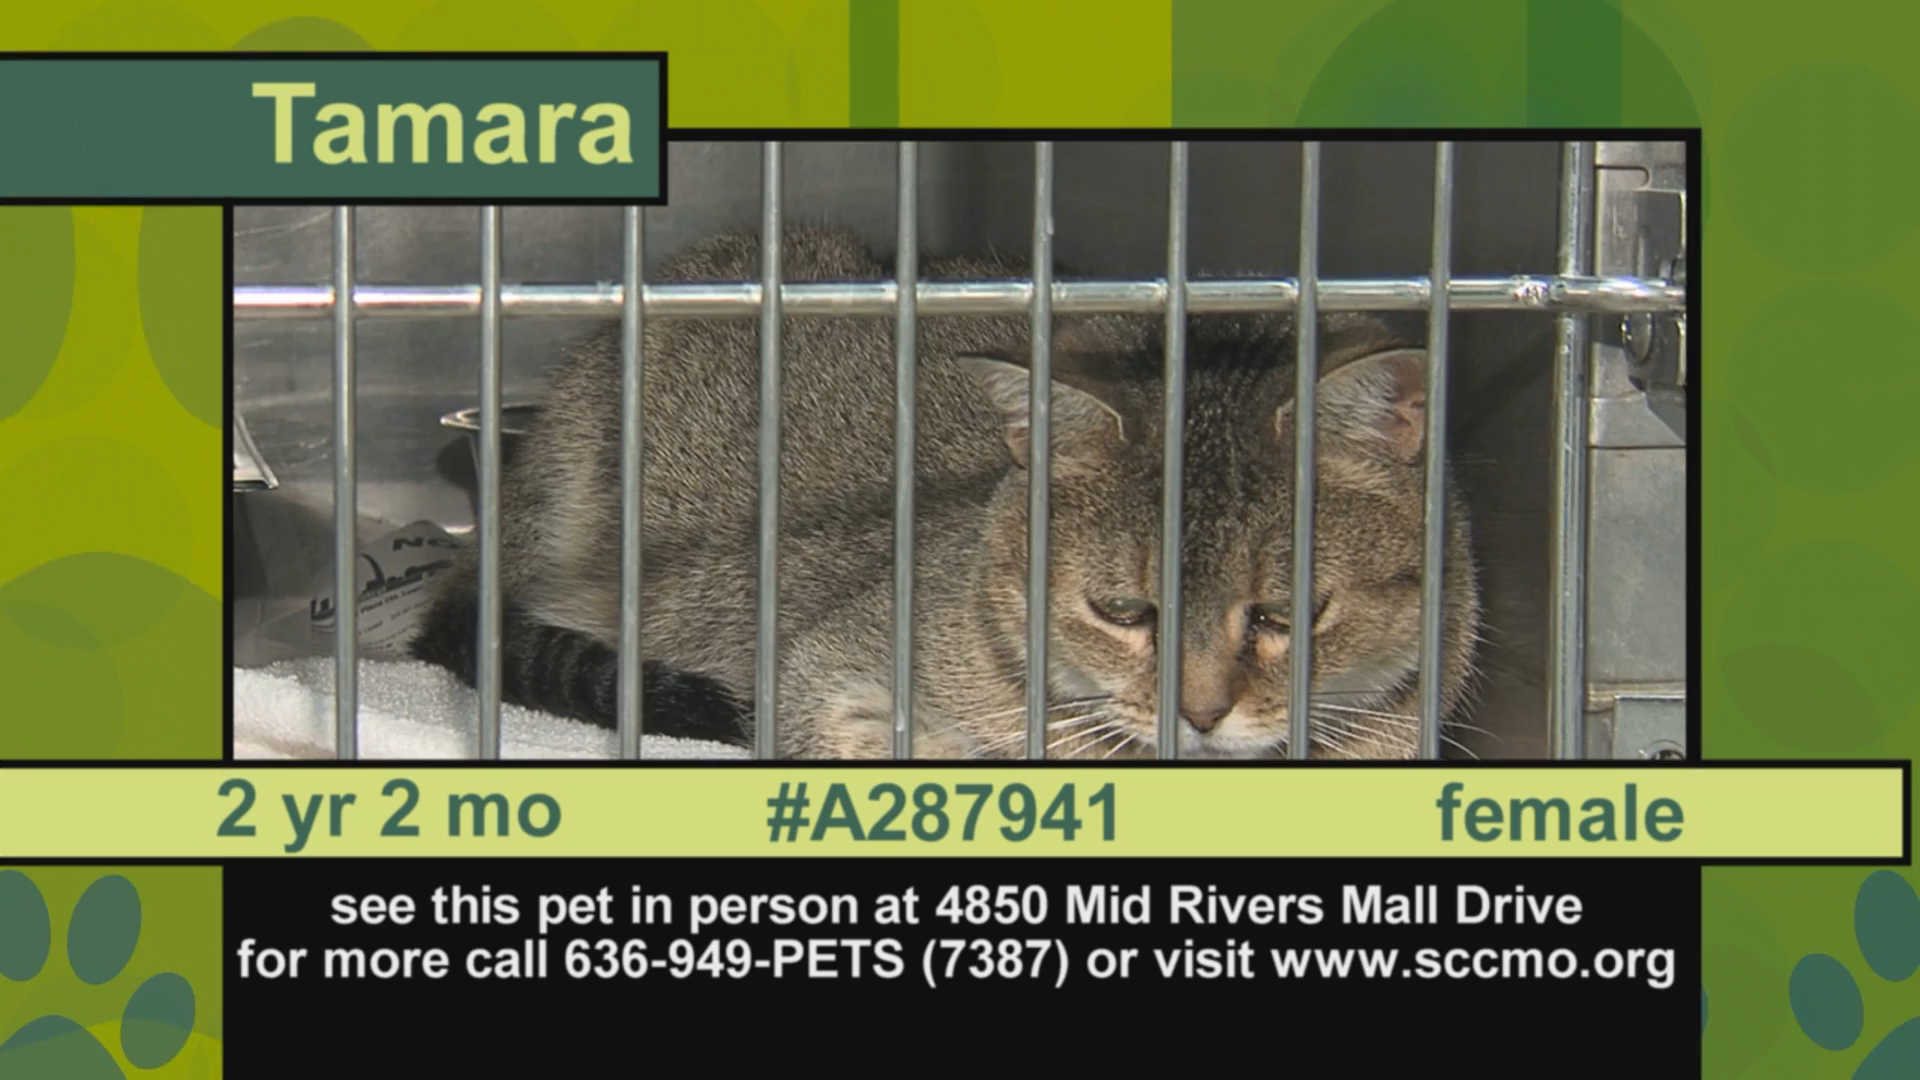 Tamara
NO
2 yr 2 mo #A287941 female
see this pet in person at 4850 Mid Rivers Mall Drive
for more call 636-949-PETS (7387) or visit www.sccmo.org